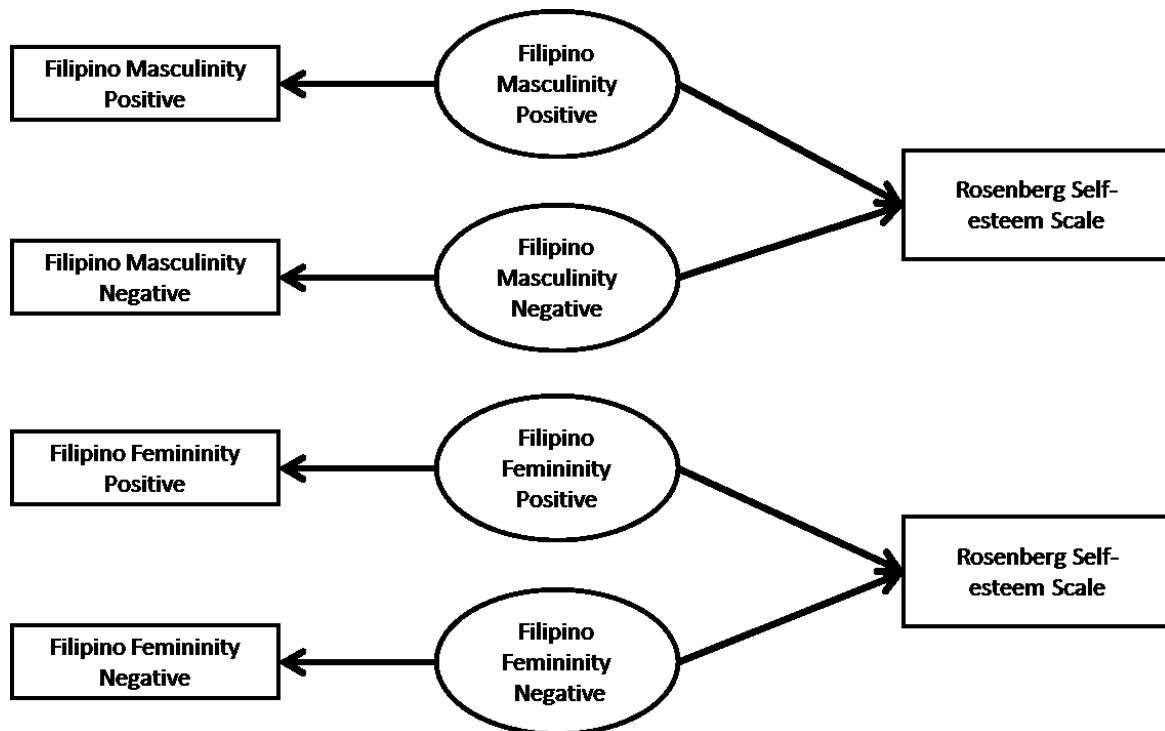 Filipino Masculinity
Positive
Filipino
Masculinity
Positive
Rosenberg Self-
esteem Scale
Filipino Masculinity
Negative
Filipino
Masculinity
Negative
Filipino Femininity
Positive
Filipino
Femininity
Positive
Rosenberg Self-
esteem Scale
Filipino Femininity
Negative
Filipino
Femininity
Negative